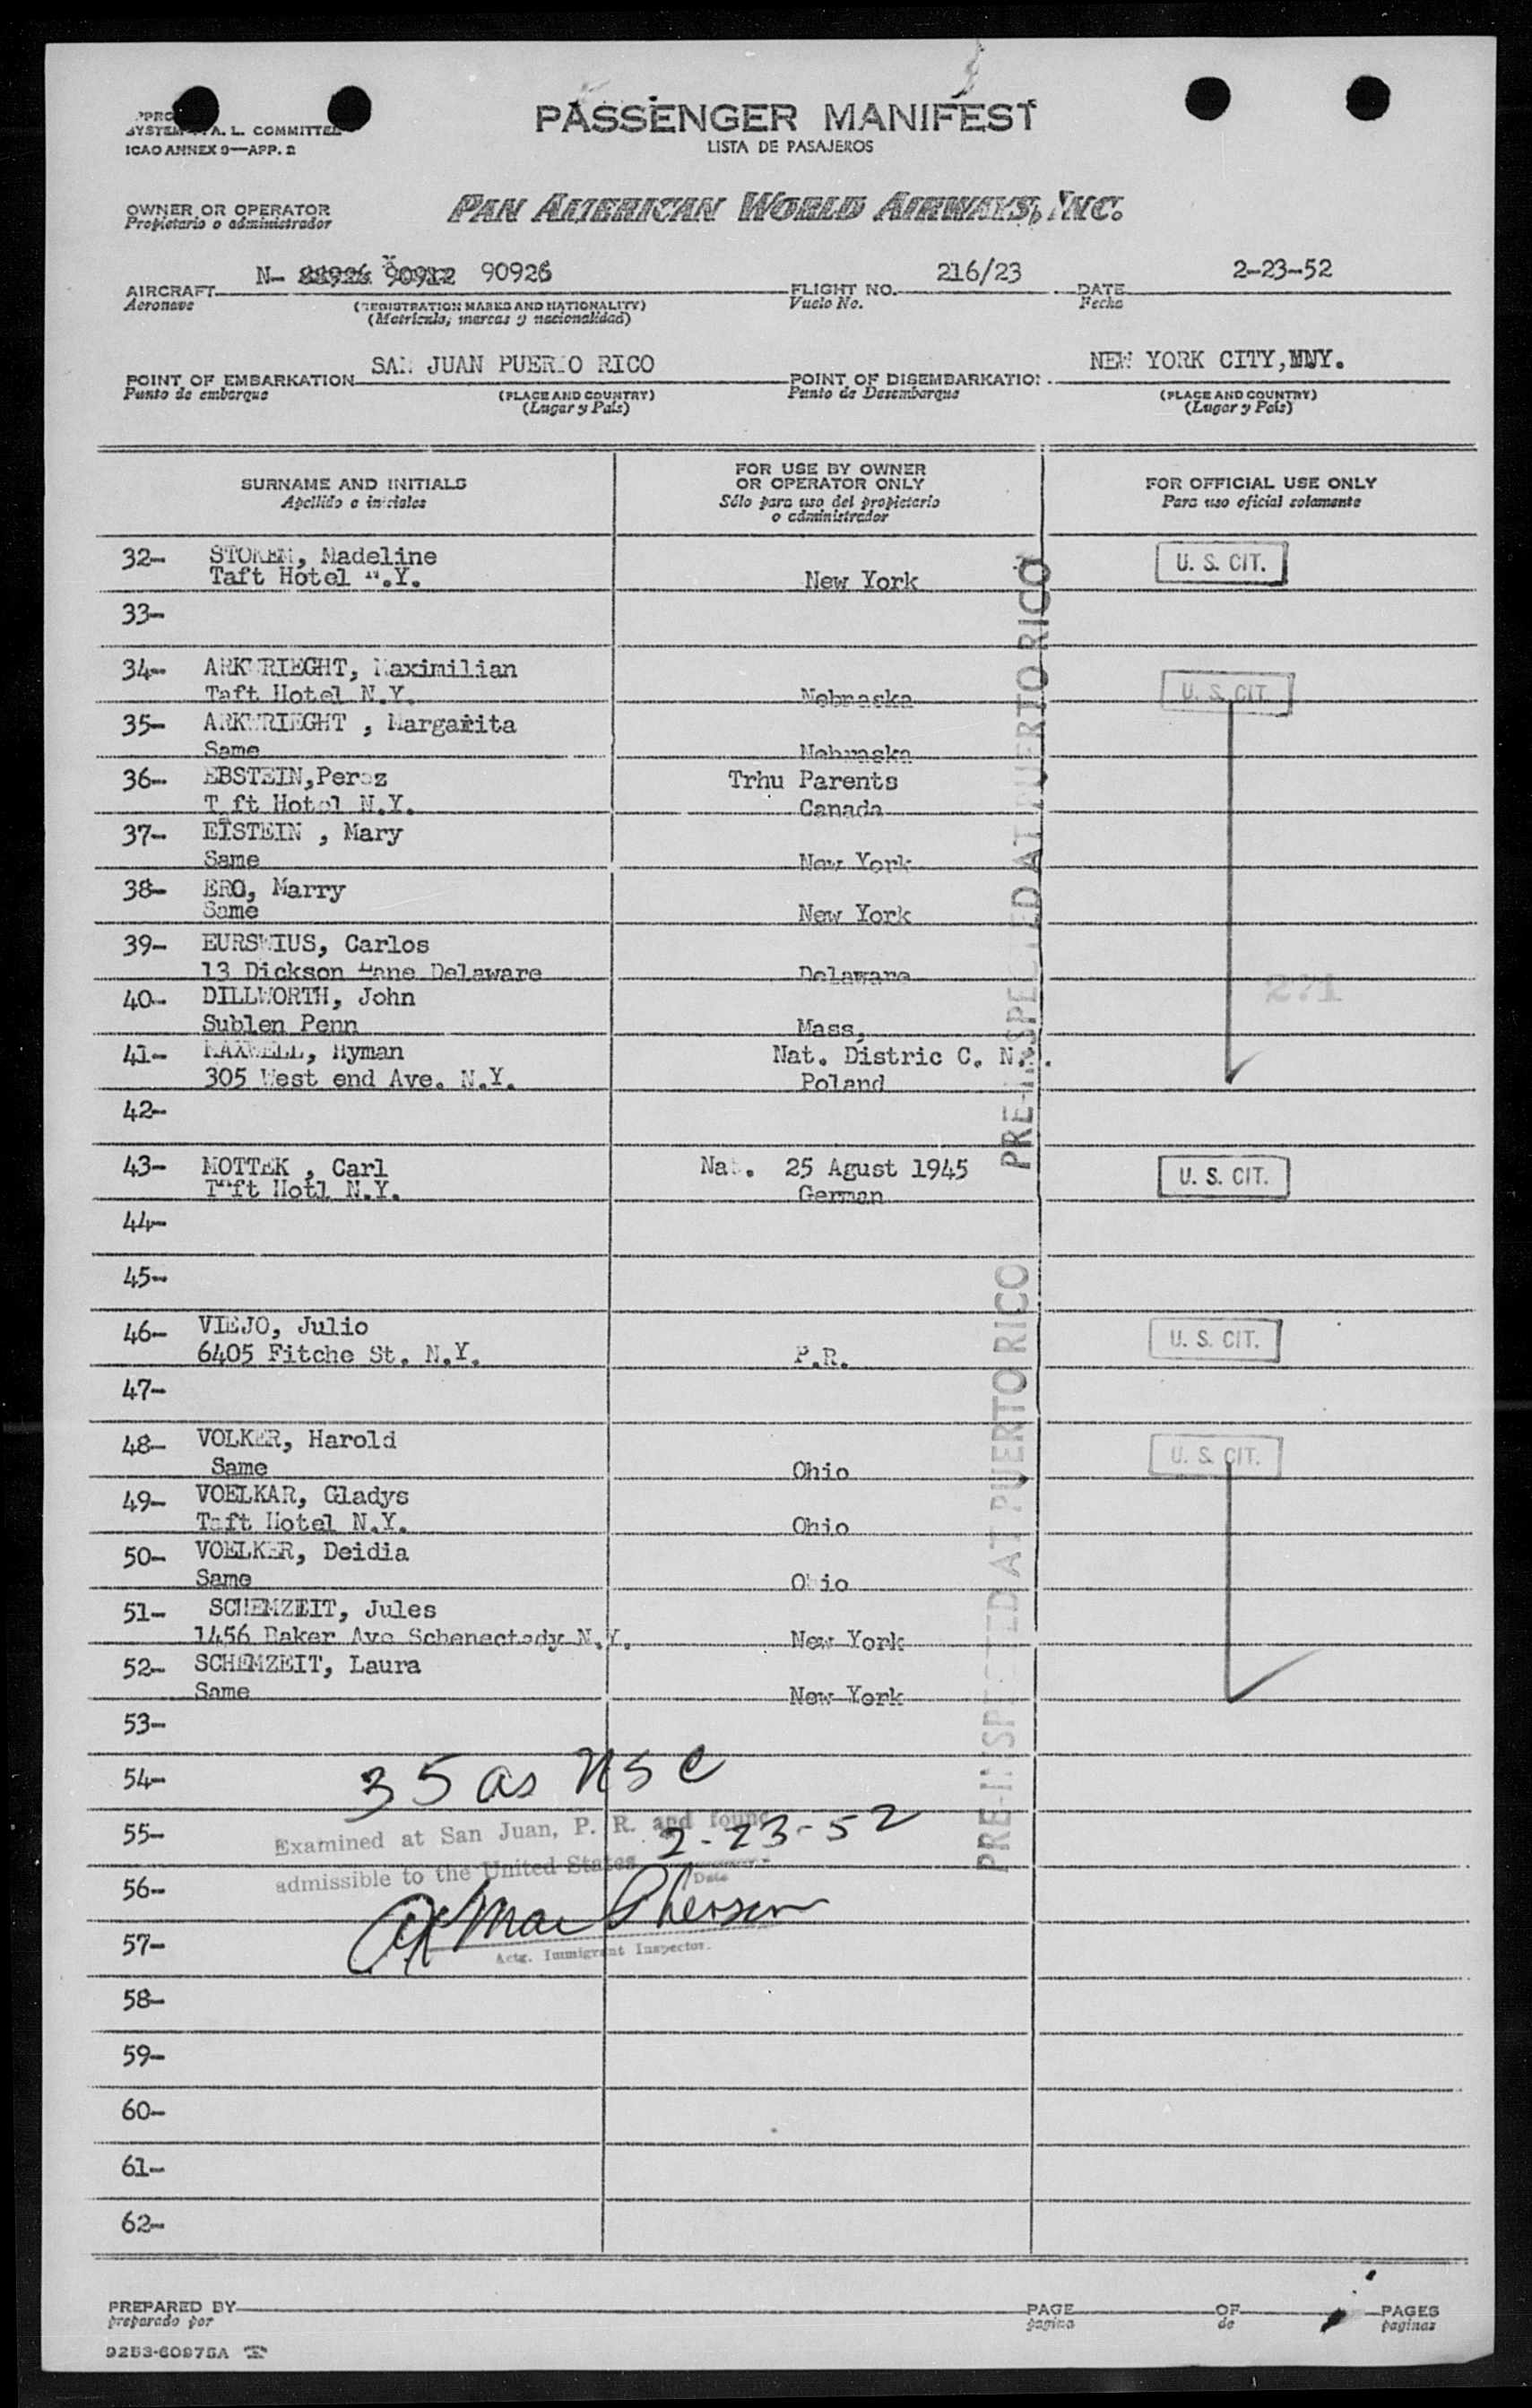 SYSTEM A. L. COMMITTEE
ICAO ANNEX 9—APP. 2
PASSENGER MANIFEST
LISTA DE PASAJEROS
OWNER OR OPERATOR
Propietario o administrador
PAN AMERICAN WORLD AIRWAYS, INC.
AIRCRAFT N- 90912 90926
Aeronave
(REGISTRATION MARKS AND NATIONALITY)
(Matrícula, marcas y nacionalidad)
FLIGHT NO. 216/23
Vuelo No.
DATE 2-23-52
Fecha
POINT OF EMBARKATION SAN JUAN PUERTO RICO
Punto de embarque
(PLACE AND COUNTRY)
(Lugar y País)
POINT OF DISEMBARKATION NEW YORK CITY,NNY.
Punto de Desembarque
(PLACE AND COUNTRY)
(Lugar y País)
SURNAME AND INITIALS
Apellido e iniciales
FOR USE BY OWNER
OR OPERATOR ONLY
Sólo para uso del propietario
o administrador
FOR OFFICIAL USE ONLY
Para uso oficial solamente
32- STOKEM, Madeline
Taft Hotel N.Y. New York U. S. CIT.
33-
34- ARKWRIEGHT, Maximilian
Taft Hotel N.Y. Nebraska U. S. CIT.
35- ARKWRIEGHT , Margarita
Same Nebraska
36- EBSTEIN,Perez Trhu Parents
Taft Hotel N.Y. Canada
37- EISTEIN , Mary
Same New York
38- ERO, Marry
Same New York
39- EURSWIUS, Carlos
13 Dickson Lane Delaware Delaware
271
40- DILLWORTH, John
Sublen Penn Mass,
41- MAXWELL, Hyman Nat. Distric C. N.Y.
305 West end Ave. N.Y. Poland
42-
43- MOTTEK , Carl Nat. 25 Agust 1945
Taft Hotl N.Y. German U. S. CIT.
44-
45-
46- VIEJO, Julio
6405 Fitche St. N.Y. P.R. U. S. CIT.
47-
48- VOLKER, Harold
Same Ohio U. S. CIT.
49- VOELKAR, Gladys
Taft Hotel N.Y. Ohio
50- VOELKER, Deidia
Same Ohio
51- SCHEMZEIT, Jules
1456 Baker Ave Schenectady N.Y. New York
52- SCHEMZEIT, Laura
Same New York
53-
54- 35 as USC
55- Examined at San Juan, P. R. and found 2-23-52
admissible to the United States
Date
56-
57-
Actg. Immigrant Inspector.
58-
59-
60-
61-
62-
PRE-INSPECTED AT PUERTO RICO
PRE-INSPECTED AT PUERTO RICO
PREPARED BY
preparado por
PAGE OF PAGES
pagina de paginas
9253-60975A